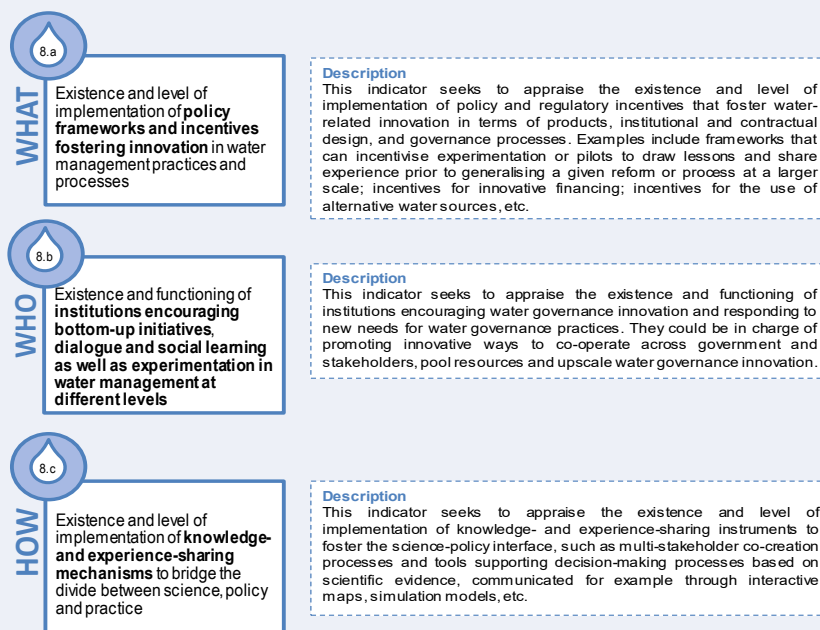 8.a
WHAT
Existence and level of
implementation of policy
frameworks and incentives
fostering innovation in water
management practices and
processes
Description
This indicator seeks to appraise the existence and level of
implementation of policy and regulatory incentives that foster water-
related innovation in terms of products, institutional and contractual
design, and governance processes. Examples include frameworks that
can incentivise experimentation or pilots to draw lessons and share
experience prior to generalising a given reform or process at a larger
scale; incentives for innovative financing; incentives for the use of
alternative water sources, etc.
8.b
WHO
Existence and functioning of
institutions encouraging
bottom-up initiatives,
dialogue and social learning
as well as experimentation in
water management at
different levels
Description
This indicator seeks to appraise the existence and functioning of
institutions encouraging water governance innovation and responding to
new needs for water governance practices. They could be in charge of
promoting innovative ways to co-operate across government and
stakeholders, pool resources and upscale water governance innovation.
8.c
HOW
Existence and level of
implementation of knowledge-
and experience-sharing
mechanisms to bridge the
divide between science, policy
and practice
Description
This indicator seeks to appraise the existence and level of
implementation of knowledge- and experience-sharing instruments to
foster the science-policy interface, such as multi-stakeholder co-creation
processes and tools supporting decision-making processes based on
scientific evidence, communicated for example through interactive
maps, simulation models, etc.